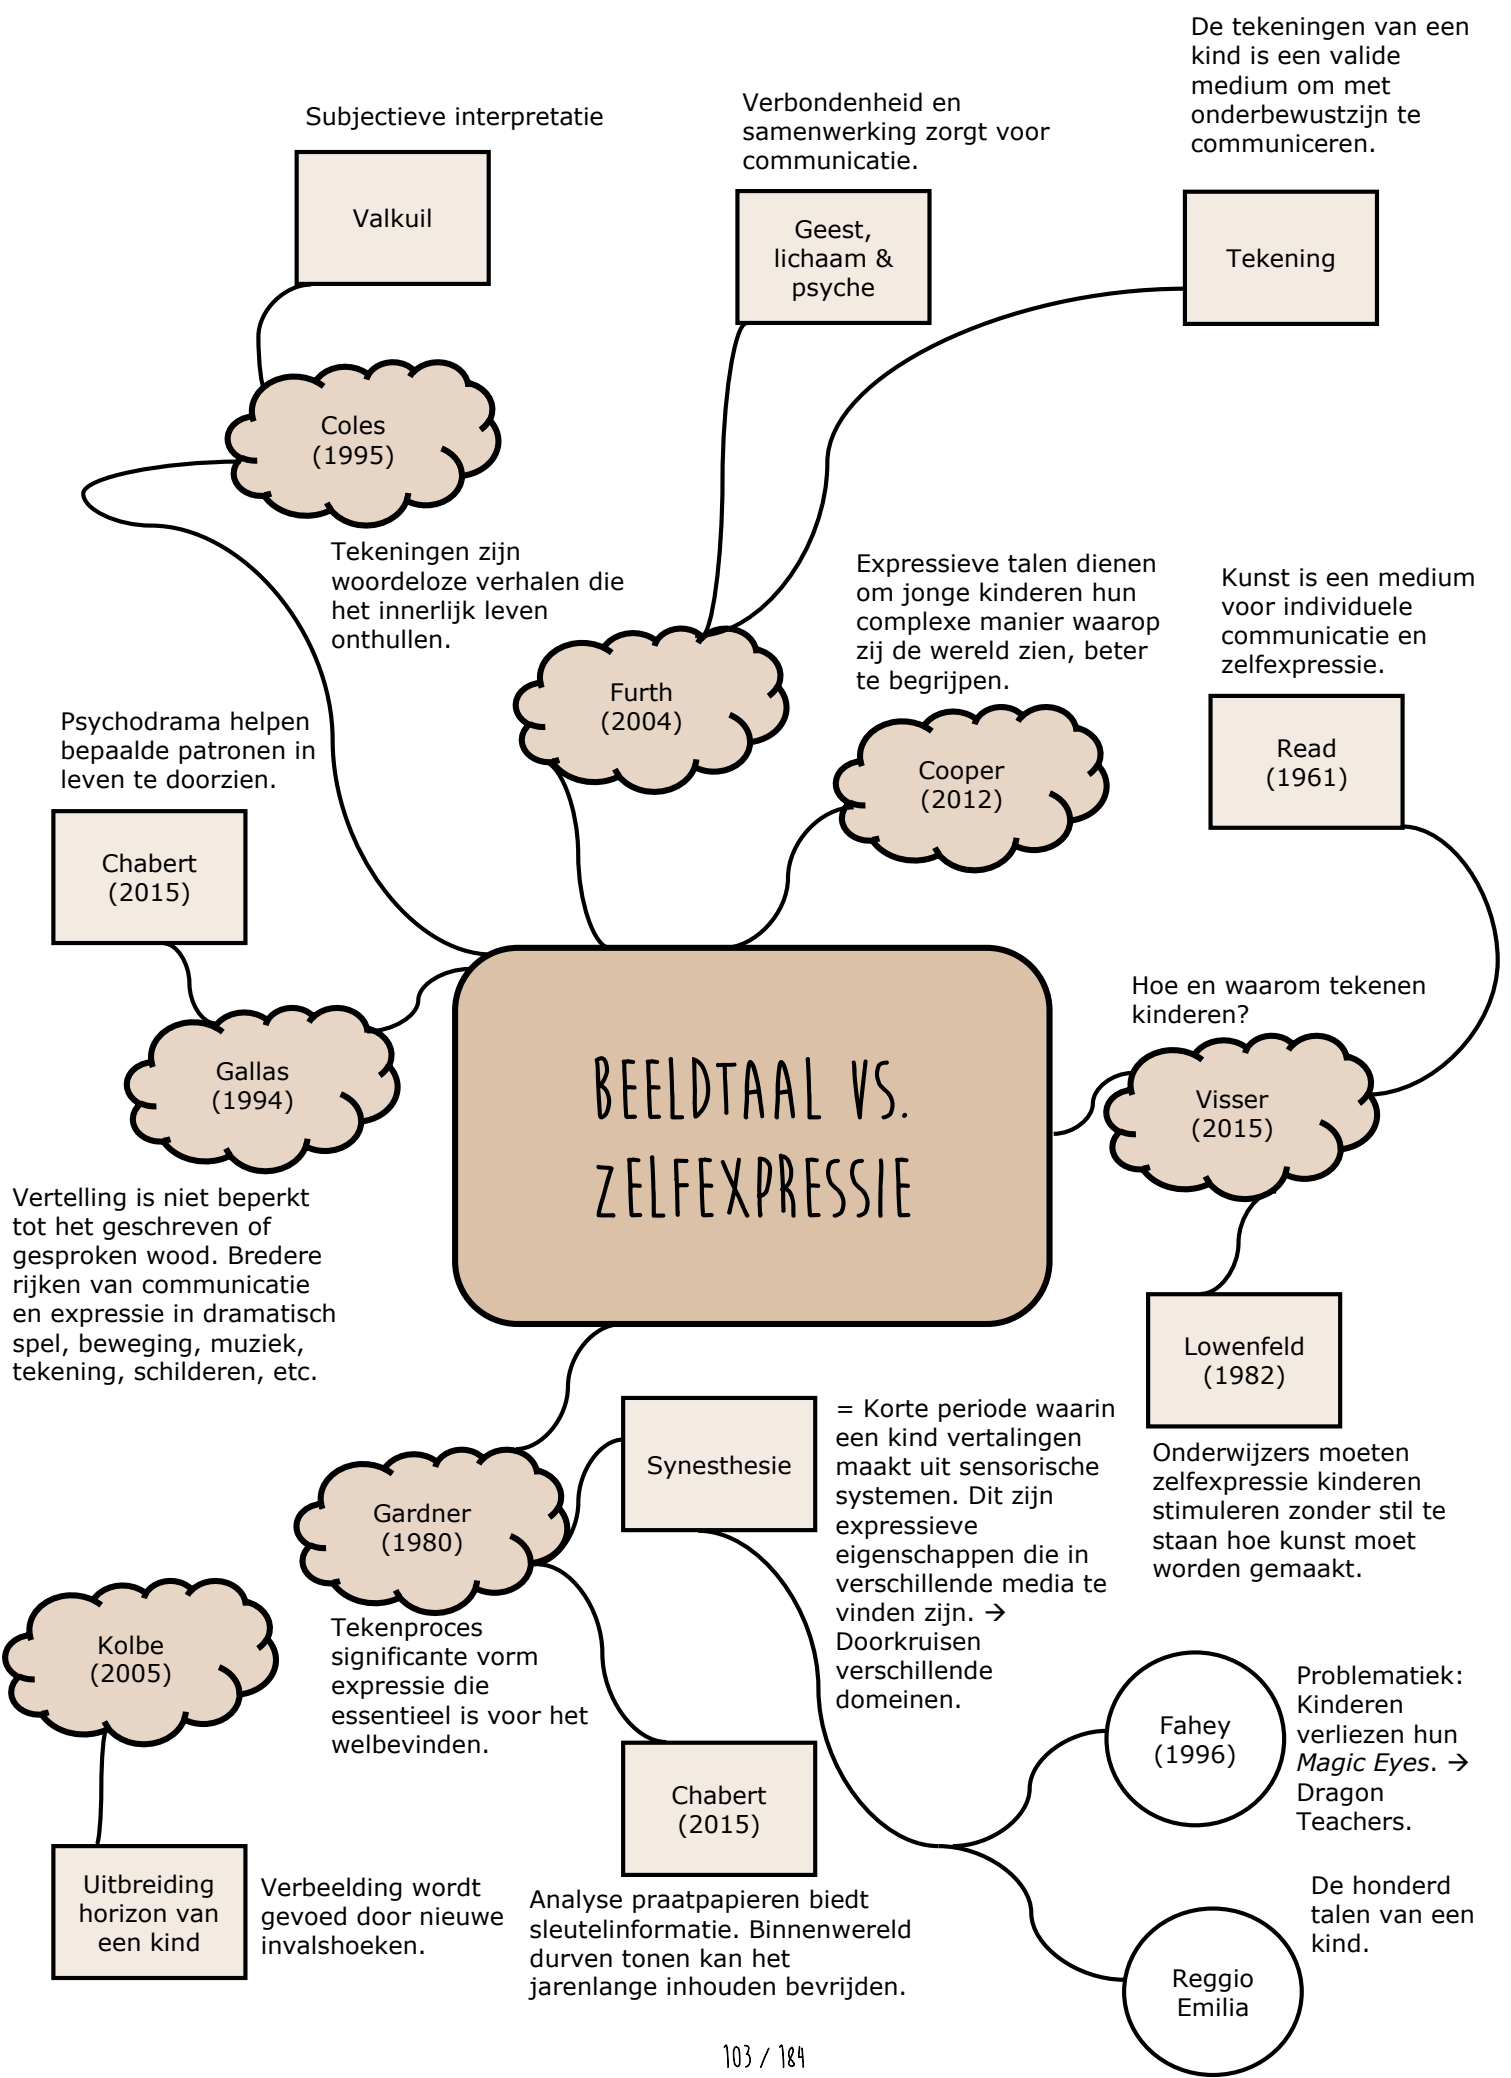 De tekeningen van een
kind is een valide
medium om met
onderbewustzijn te
communiceren.
Subjectieve interpretatie
Verbondenheid en
samenwerking zorgt voor
communicatie.
Valkuil
Geest,
lichaam &
psyche
Tekening
Coles
(1995)
Tekeningen zijn
woordeloze verhalen die
het innerlijk leven
onthullen.
Expressieve talen dienen
om jonge kinderen hun
complexe manier waarop
zij de wereld zien, beter
te begrijpen.
Kunst is een medium
voor individuele
communicatie en
zelfexpressie.
Furth
(2004)
Psychodrama helpen
bepaalde patronen in
leven te doorzien.
Cooper
(2012)
Read
(1961)
Chabert
(2015)
Hoe en waarom tekenen
kinderen?
Gallas
(1994)
BEELDTAAL VS.
ZELFEXPRESSIE
Visser
(2015)
Vertelling is niet beperkt
tot het geschreven of
gesproken wood. Bredere
rijken van communicatie
en expressie in dramatisch
spel, beweging, muziek,
tekening, schilderen, etc.
Lowenfeld
(1982)
Onderwijzers moeten
zelfexpressie kinderen
stimuleren zonder stil te
staan hoe kunst moet
worden gemaakt.
Synesthesie
= Korte periode waarin
een kind vertalingen
maakt uit sensorische
systemen. Dit zijn
expressieve
eigenschappen die in
verschillende media te
vinden zijn. →
Doorkruisen
verschillende
domeinen.
Gardner
(1980)
Tekenproces
significante vorm
expressie die
essentieel is voor het
welbevinden.
Kolbe
(2005)
Fahey
(1996)
Problematiek:
Kinderen
verliezen hun
Magic Eyes. →
Dragon
Teachers.
Chabert
(2015)
Uitbreiding
horizon van
een kind
Verbeelding wordt
gevoed door nieuwe
invalshoeken.
Analyse praatpapieren biedt
sleutelinformatie. Binnenwereld
durven tonen kan het
jarenlange inhouden bevrijden.
De honderd
talen van een
kind.
Reggio
Emilia
103 / 184